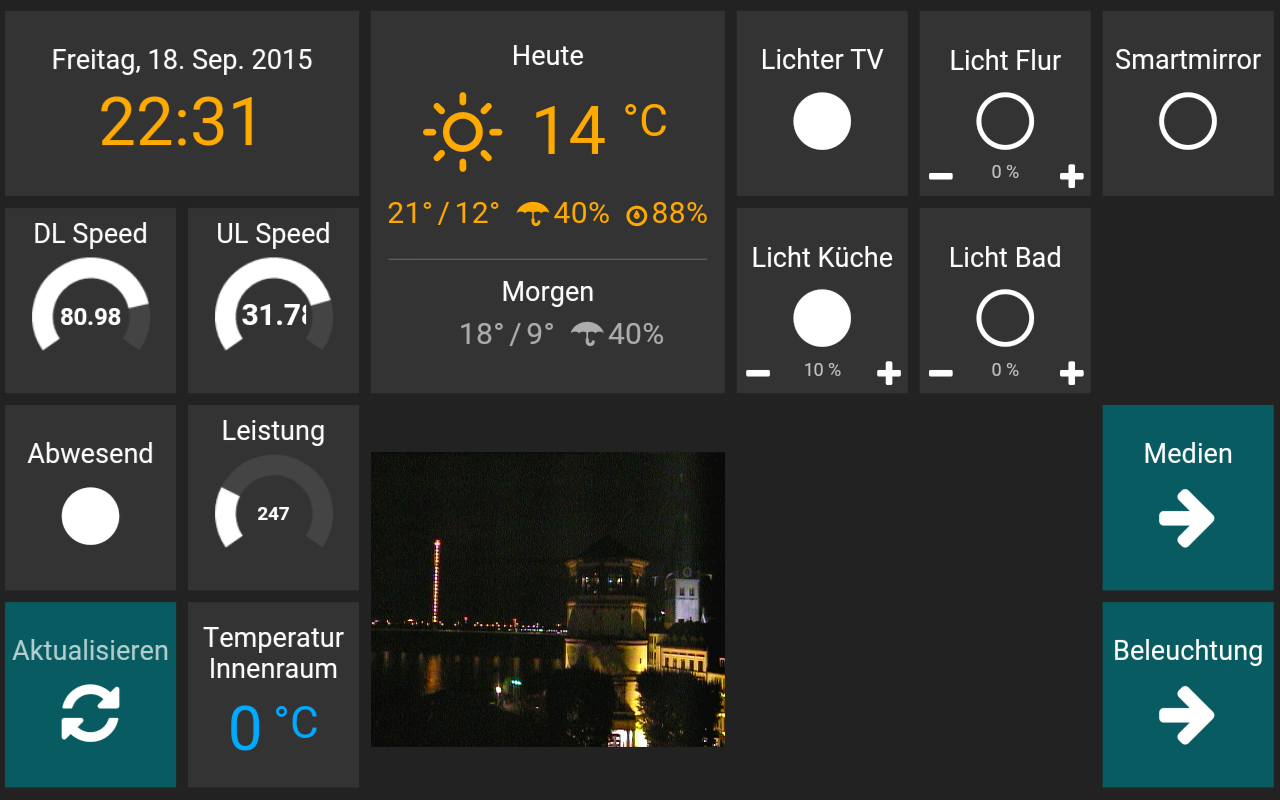 Freitag, 18. Sep. 2015
22:31
Heute
14 °C
21° / 12° 40% 88%
Morgen
18° / 9° 40%
Lichter TV
Licht Flur
0 %
Smartmirror
DL Speed
80.98
UL Speed
31.78
Licht Küche
10 %
Licht Bad
0 %
Abwesend
Leistung
247
Medien
Aktualisieren
Temperatur
Innenraum
0 °C
Beleuchtung